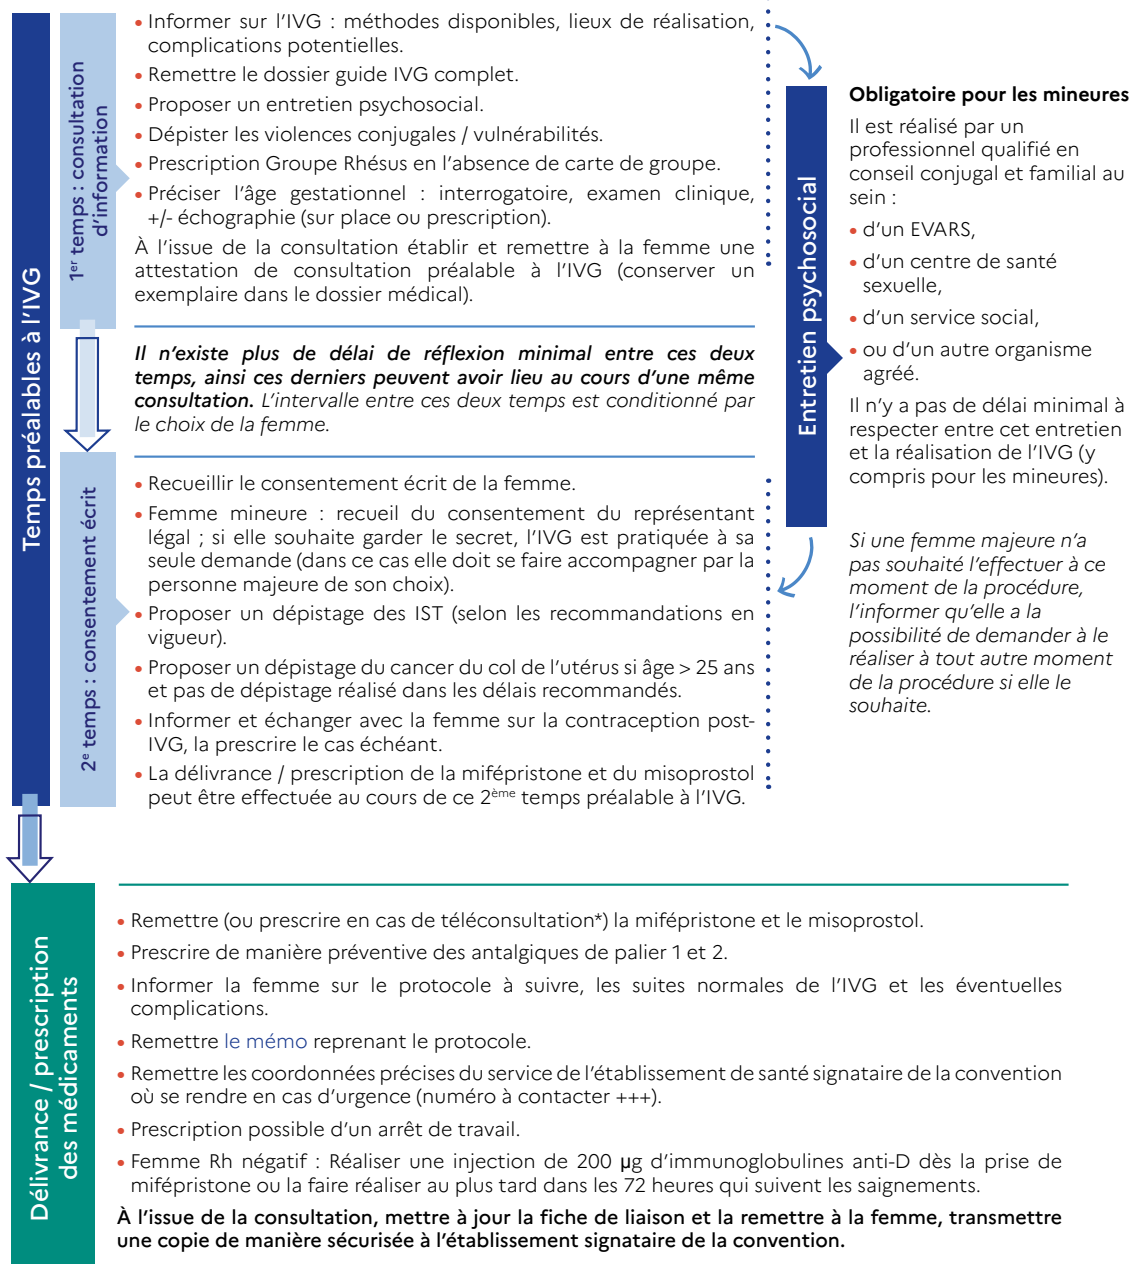 Temps préalables à l’IVG
1er temps : consultation
d’information
• Informer sur l’IVG : méthodes disponibles, lieux de réalisation,
complications potentielles.
• Remettre le dossier guide IVG complet.
• Proposer un entretien psychosocial.
• Dépister les violences conjugales / vulnérabilités.
• Prescription Groupe Rhésus en l’absence de carte de groupe.
• Préciser l’âge gestationnel : interrogatoire, examen clinique,
+/- échographie (sur place ou prescription).
À l’issue de la consultation établir et remettre à la femme une
attestation de consultation préalable à l’IVG (conserver un
exemplaire dans le dossier médical).
Il n’existe plus de délai de réflexion minimal entre ces deux
temps, ainsi ces derniers peuvent avoir lieu au cours d’une même
consultation. L’intervalle entre ces deux temps est conditionné par
le choix de la femme.
2e temps : consentement écrit
• Recueillir le consentement écrit de la femme.
• Femme mineure : recueil du consentement du représentant
légal ; si elle souhaite garder le secret, l’IVG est pratiquée à sa
seule demande (dans ce cas elle doit se faire accompagner par la
personne majeure de son choix).
• Proposer un dépistage des IST (selon les recommandations en
vigueur).
• Proposer un dépistage du cancer du col de l’utérus si âge > 25 ans
et pas de dépistage réalisé dans les délais recommandés.
• Informer et échanger avec la femme sur la contraception post-
IVG, la prescrire le cas échéant.
• La délivrance / prescription de la mifépristone et du misoprostol
peut être effectuée au cours de ce 2ème temps préalable à l’IVG.
Entretien psychosocial
Obligatoire pour les mineures
Il est réalisé par un
professionnel qualifié en
conseil conjugal et familial au
sein :
• d’un EVARS,
• d’un centre de santé
sexuelle,
• d’un service social,
• ou d’un autre organisme
agréé.
Il n’y a pas de délai minimal à
respecter entre cet entretien
et la réalisation de l’IVG (y
compris pour les mineures).
Si une femme majeure n’a
pas souhaité l’effectuer à ce
moment de la procédure,
l’informer qu’elle a la
possibilité de demander à le
réaliser à tout autre moment
de la procédure si elle le
souhaite.
Délivrance / prescription
des médicaments
• Remettre (ou prescrire en cas de téléconsultation*) la mifépristone et le misoprostol.
• Prescrire de manière préventive des antalgiques de palier 1 et 2.
• Informer la femme sur le protocole à suivre, les suites normales de l’IVG et les éventuelles
complications.
• Remettre le mémo reprenant le protocole.
• Remettre les coordonnées précises du service de l’établissement de santé signataire de la convention
où se rendre en cas d’urgence (numéro à contacter +++).
• Prescription possible d’un arrêt de travail.
• Femme Rh négatif : Réaliser une injection de 200 µg d’immunoglobulines anti-D dès la prise de
mifépristone ou la faire réaliser au plus tard dans les 72 heures qui suivent les saignements.
À l’issue de la consultation, mettre à jour la fiche de liaison et la remettre à la femme, transmettre
une copie de manière sécurisée à l’établissement signataire de la convention.